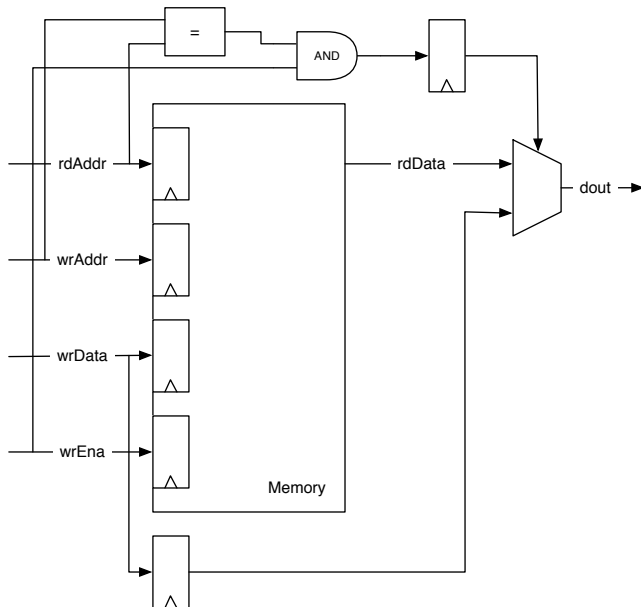 =
AND
rdAddr
rdData
dout
wrAddr
wrData
wrEna
Memory